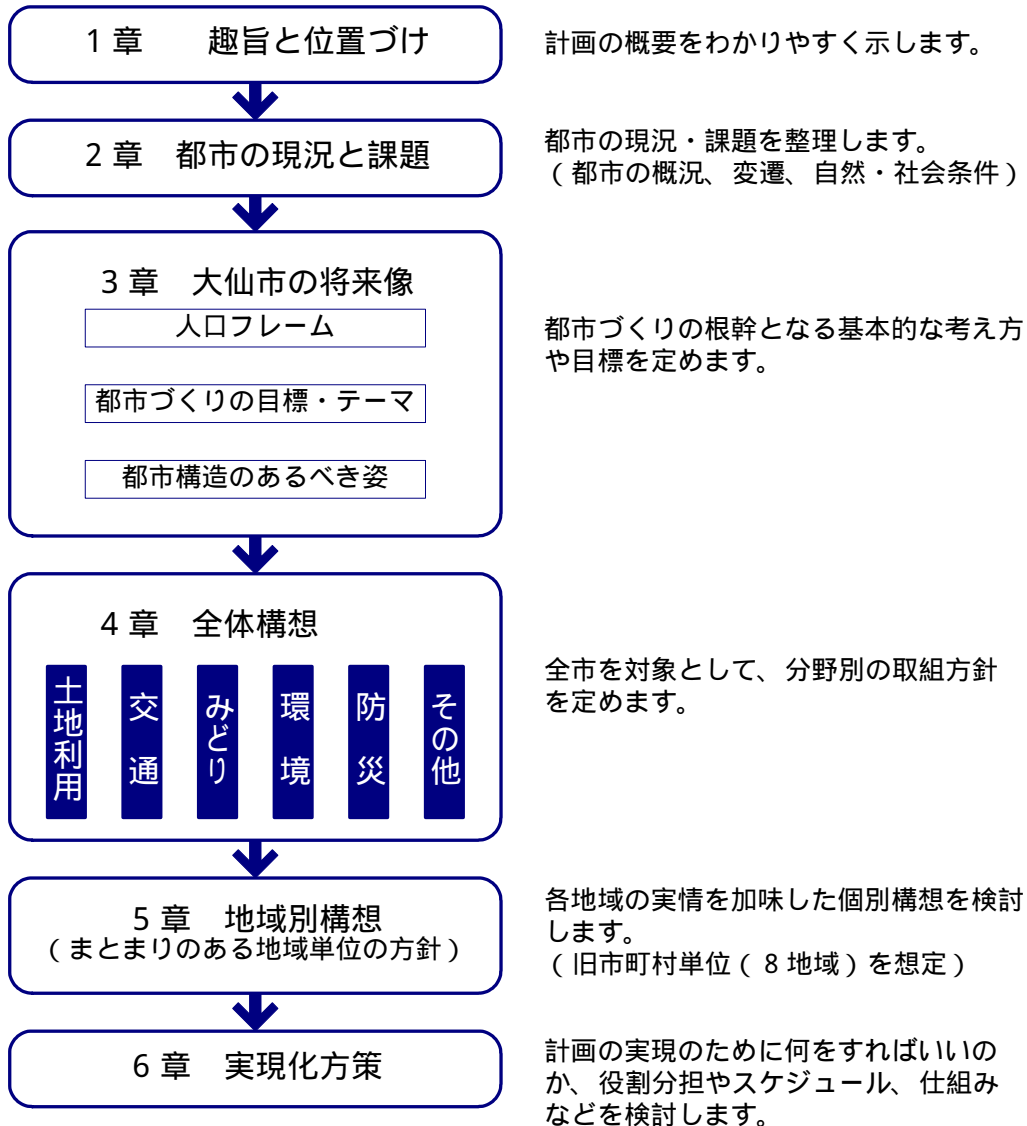 1章　趣旨と位置づけ
計画の概要をわかりやすく示します。
2章　都市の現況と課題
都市の現況・課題を整理します。
(都市の概況、変遷、自然・社会条件)
3章　大仙市の将来像
人口フレーム
都市づくりの目標・テーマ
都市構造のあるべき姿
都市づくりの根幹となる基本的な考え方
や目標を定めます。
4章　全体構想
土地利用
交通
みどり
環境
防災
その他
全市を対象として、分野別の取組方針
を定めます。
5章　地域別構想
(まとまりのある地域単位の方針)
各地域の実情を加味した個別構想を検討
します。
(旧市町村単位(8地域)を想定)
6章　実現化方策
計画の実現のために何をすればいいの
か、役割分担やスケジュール、仕組み
などを検討します。